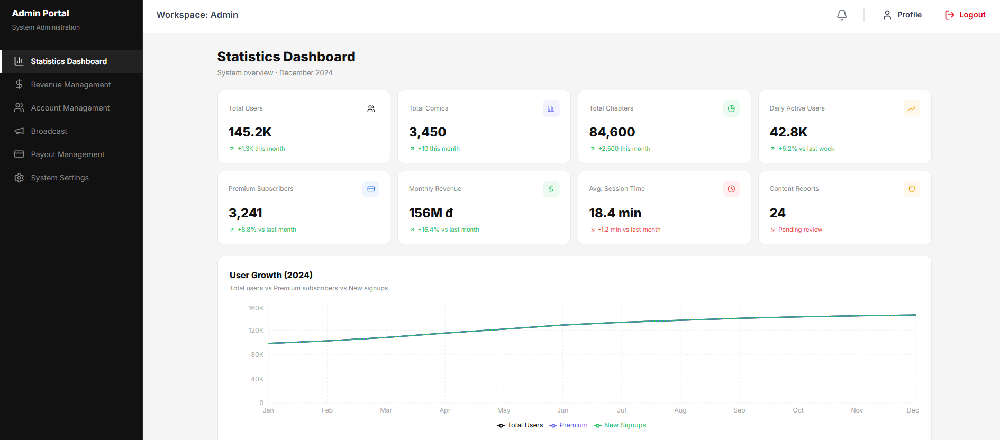 Admin Portal
System Administration
Statistics Dashboard
Revenue Management
Account Management
Broadcast
Payout Management
System Settings
Workspace: Admin
Profile
Logout
Statistics Dashboard
System overview · December 2024
Total Users
145.2K
+1.3K this month
Total Comics
3,450
+10 this month
Total Chapters
84,600
+2,500 this month
Daily Active Users
42.8K
+5.2% vs last week
Premium Subscribers
3,241
+8.8% vs last month
Monthly Revenue
156M đ
+16.4% vs last month
Avg. Session Time
18.4 min
-1.2 min vs last month
Content Reports
24
Pending review
User Growth (2024)
Total users vs Premium subscribers vs New signups
160K
120K
80K
40K
0
Jan Feb Mar Apr May Jun Jul Aug Sep Oct Nov Dec
Total Users Premium New Signups